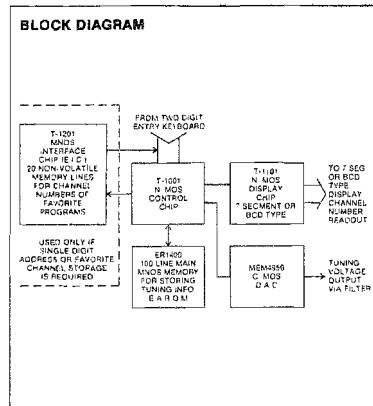 BLOCK DIAGRAM
T-1201
MNOS
INTERFACE
CHIP (E I C)
20 NON-VOLATILE
MEMORY LINES
FOR CHANNEL
NUMBERS OF
FAVORITE
PROGRAMS
USED ONLY IF
SINGLE DIGIT
ADDRESS OR FAVORITE
CHANNEL STORAGE
IS REQUIRED
FROM TWO DIGIT
ENTRY KEYBOARD
T-1001
N MOS
CONTROL
CHIP
ER1400
100 LINE MAIN
MNOS MEMORY
FOR STORING
TUNING INFO
E A R O M
T-1101
N MOS
DISPLAY
CHIP
7 SEGMENT OR
BCD TYPE
TO 7 SEG
OR BCD
TYPE
DISPLAY
CHANNEL
NUMBER
READOUT
MEM4956
C MOS
D A C
TUNING
VOLTAGE
OUTPUT
VIA FILTER